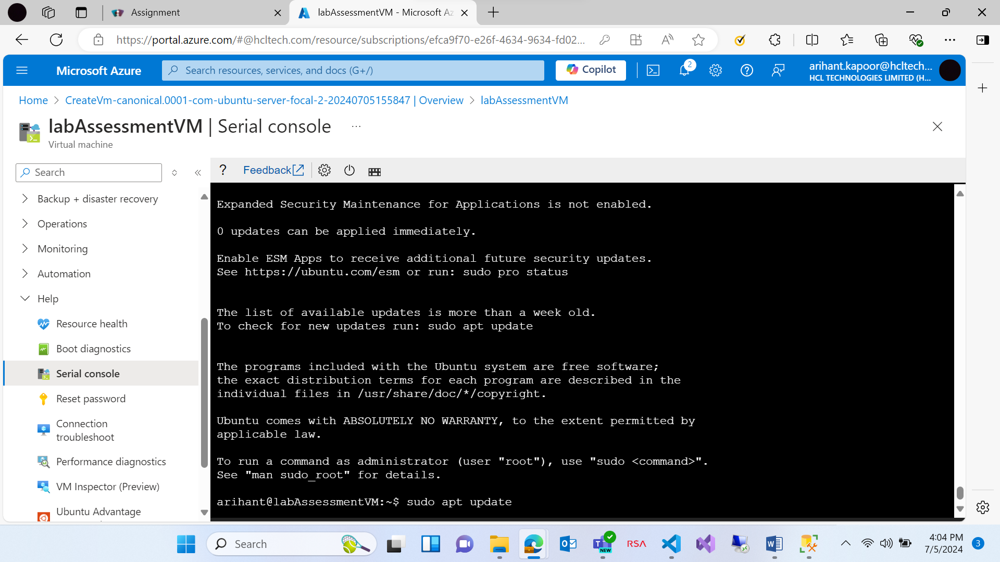 Assignment
labAssessmentVM - Microsoft Az
https://portal.azure.com/#@hcltech.com/resource/subscriptions/efca9f70-e26f-4634-9634-fd02...
Microsoft Azure
Search resources, services, and docs (G+/)
Copilot
2
arihant.kapoor@hcltech...
HCL TECHNOLOGIES LIMITED (H...
Home > CreateVm-canonical.0001-com-ubuntu-server-focal-2-20240705155847 | Overview > labAssessmentVM
labAssessmentVM | Serial console ...
Virtual machine
Search
? Feedback
Backup + disaster recovery
Operations
Monitoring
Automation
Help
Resource health
Boot diagnostics
Serial console
Reset password
Connection
troubleshoot
Performance diagnostics
VM Inspector (Preview)
Ubuntu Advantage
Expanded Security Maintenance for Applications is not enabled.
0 updates can be applied immediately.
Enable ESM Apps to receive additional future security updates.
See https://ubuntu.com/esm or run: sudo pro status
The list of available updates is more than a week old.
To check for new updates run: sudo apt update
The programs included with the Ubuntu system are free software;
the exact distribution terms for each program are described in the
individual files in /usr/share/doc/*/copyright.
Ubuntu comes with ABSOLUTELY NO WARRANTY, to the extent permitted by
applicable law.
To run a command as administrator (user "root"), use "sudo <command>".
See "man sudo_root" for details.
arihant@labAssessmentVM:~$ sudo apt update
Search
NEW
RSA
4:04 PM
7/5/2024
3